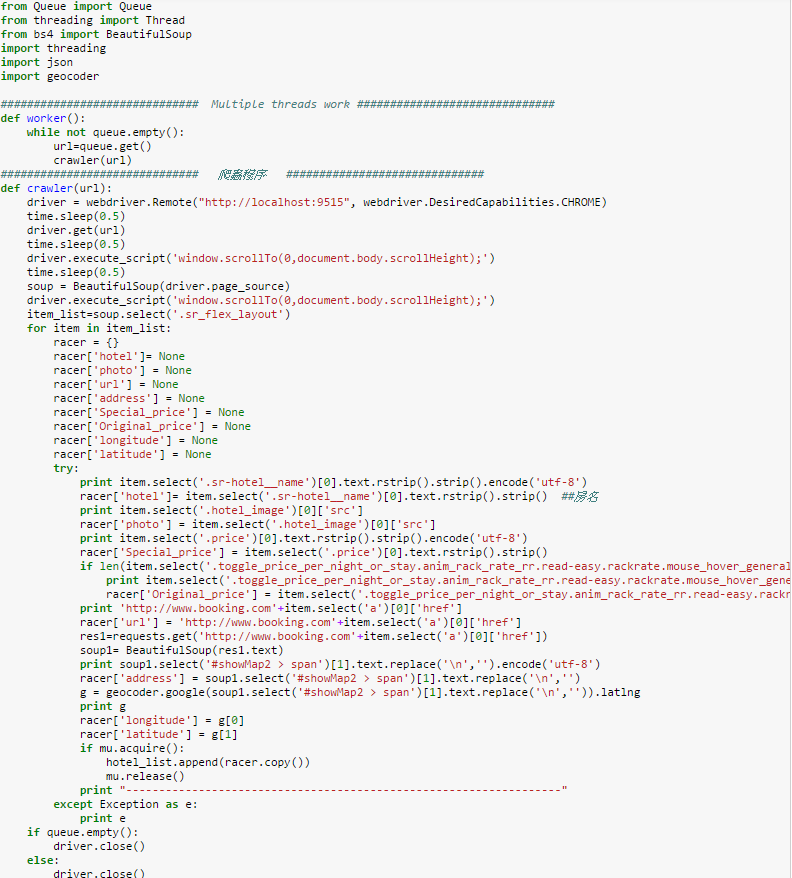 from Queue import Queue
from threading import Thread
from bs4 import BeautifulSoup
import threading
import json
import geocoder
############################## Multiple threads work ##############################
def worker():
    while not queue.empty():
        url=queue.get()
        crawler(url)
############################## 爬蟲程序 ##############################
def crawler(url):
    driver = webdriver.Remote("http://localhost:9515", webdriver.DesiredCapabilities.CHROME)
    time.sleep(0.5)
    driver.get(url)
    time.sleep(0.5)
    driver.execute_script('window.scrollTo(0,document.body.scrollHeight);')
    time.sleep(0.5)
    soup = BeautifulSoup(driver.page_source)
    driver.execute_script('window.scrollTo(0,document.body.scrollHeight);')
    item_list=soup.select('.sr_flex_layout')
    for item in item_list:
        racer = {}
        racer['hotel']= None
        racer['photo'] = None
        racer['url'] = None
        racer['address'] = None
        racer['Special_price'] = None
        racer['Original_price'] = None
        racer['longitude'] = None
        racer['latitude'] = None
        try:
            print item.select('.sr-hotel__name')[0].text.rstrip().strip().encode('utf-8')
            racer['hotel']= item.select('.sr-hotel__name')[0].text.rstrip().strip()  ##房名
            print item.select('.hotel_image')[0]['src']
            racer['photo'] = item.select('.hotel_image')[0]['src']
            print item.select('.price')[0].text.rstrip().strip().encode('utf-8')
            racer['Special_price'] = item.select('.price')[0].text.rstrip().strip()
            if len(item.select('.toggle_price_per_night_or_stay.anim_rack_rate_rr.read-easy.rackrate.mouse_hover_general
                print item.select('.toggle_price_per_night_or_stay.anim_rack_rate_rr.read-easy.rackrate.mouse_hover_gene
                racer['Original_price'] = item.select('.toggle_price_per_night_or_stay.anim_rack_rate_rr.read-easy.rackr
            print 'http://www.booking.com'+item.select('a')[0]['href']
            racer['url'] = 'http://www.booking.com'+item.select('a')[0]['href']
            res1=requests.get('http://www.booking.com'+item.select('a')[0]['href'])
            soup1= BeautifulSoup(res1.text)
            print soup1.select('#showMap2 > span')[1].text.replace('\n','').encode('utf-8')
            racer['address'] = soup1.select('#showMap2 > span')[1].text.replace('\n','')
            g = geocoder.google(soup1.select('#showMap2 > span')[1].text.replace('\n','')).latlng
            print g
            racer['longitude'] = g[0]
            racer['latitude'] = g[1]
            if mu.acquire():
                hotel_list.append(racer.copy())
                mu.release()
            print "------------------------------------------------------------------"
        except Exception as e:
            print e
    if queue.empty():
        driver.close()
    else:
        driver.close()